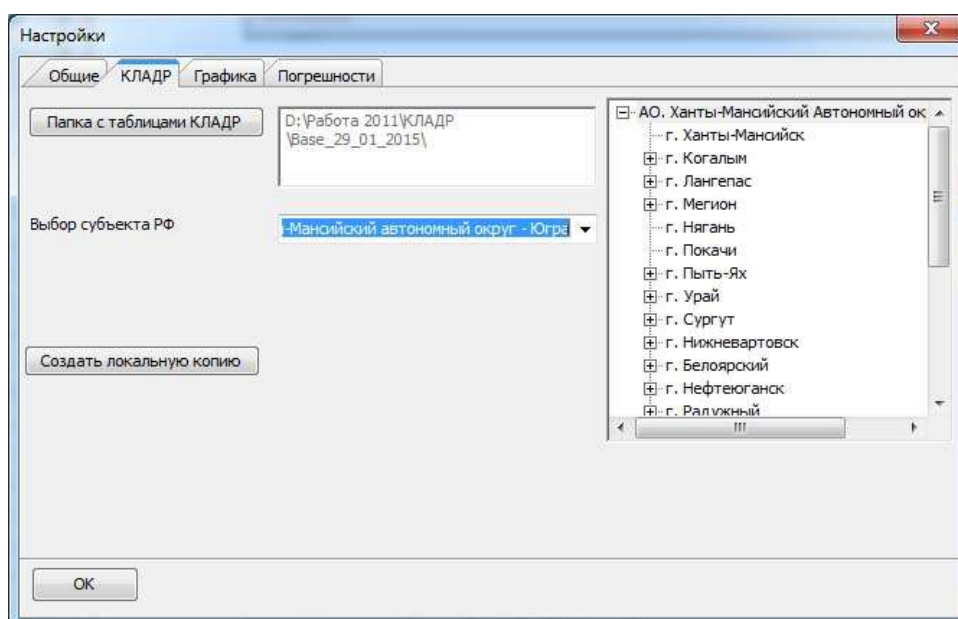 Настройки
Общие КЛАДР Графика Погрешности
Папка с таблицами КЛАДР
D:\Работа 2011\КЛАДР
\Base_29_01_2015\
Выбор субъекта РФ
-Мансийский автономный округ - Югра
Создать локальную копию
АО. Ханты-Мансийский Автономный ок
г. Ханты-Мансийск
г. Когалым
г. Лангепас
г. Мегион
г. Нягань
г. Покачи
г. Пыть-Ях
г. Урай
г. Сургут
г. Нижневартовск
г. Белоярский
г. Нефтеюганск
г. Радужный
OK